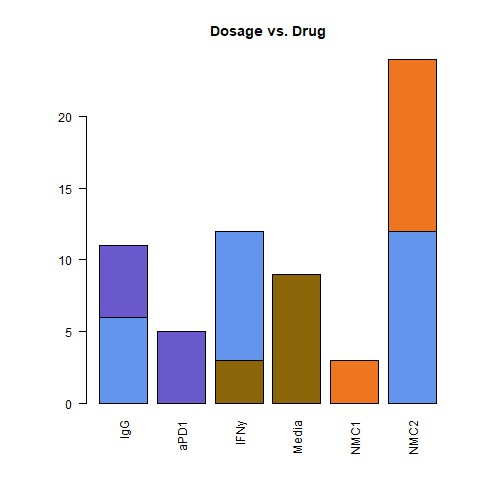 Dosage vs. Drug
20
15
10
5
0
IgG
aPD1
IFNy
Media
NMC1
NMC2